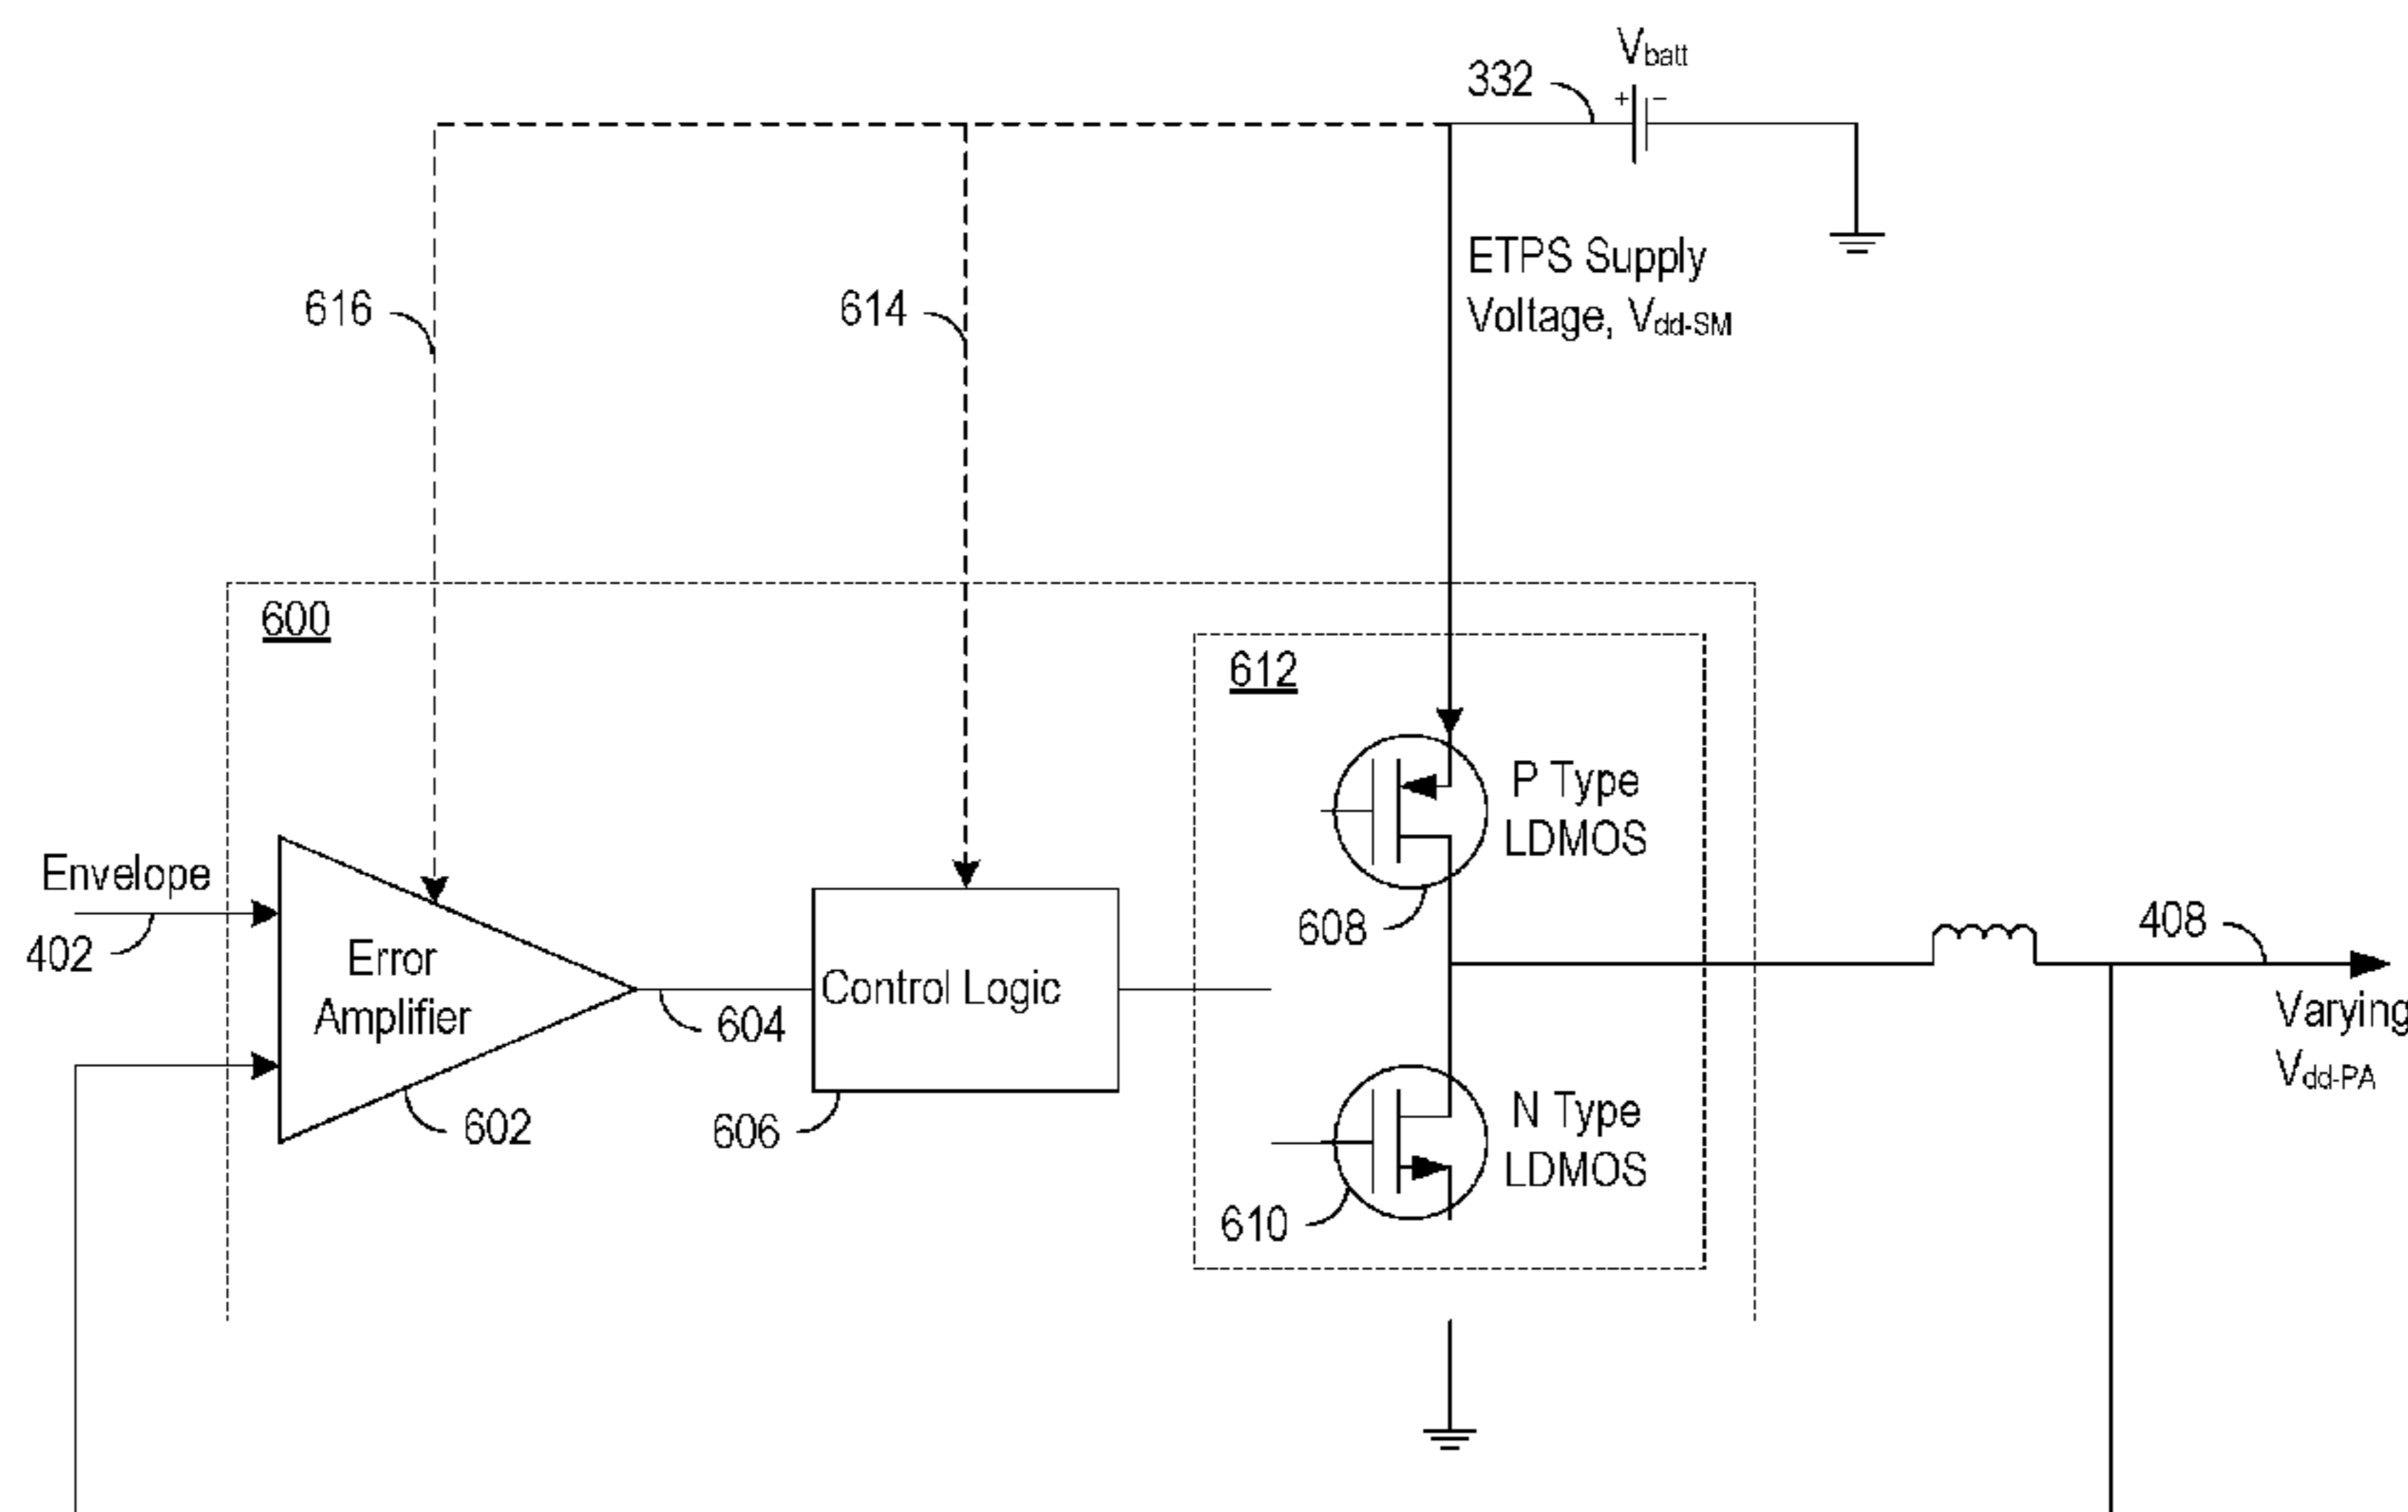 Vbatt
332
+ -
ETPS Supply
Voltage, Vdd-SM
616
614
600
612
P Type
LDMOS
608
Envelope
402
Error
Amplifier
602
604
Control Logic
606
N Type
LDMOS
610
408
Varying
Vdd-PA